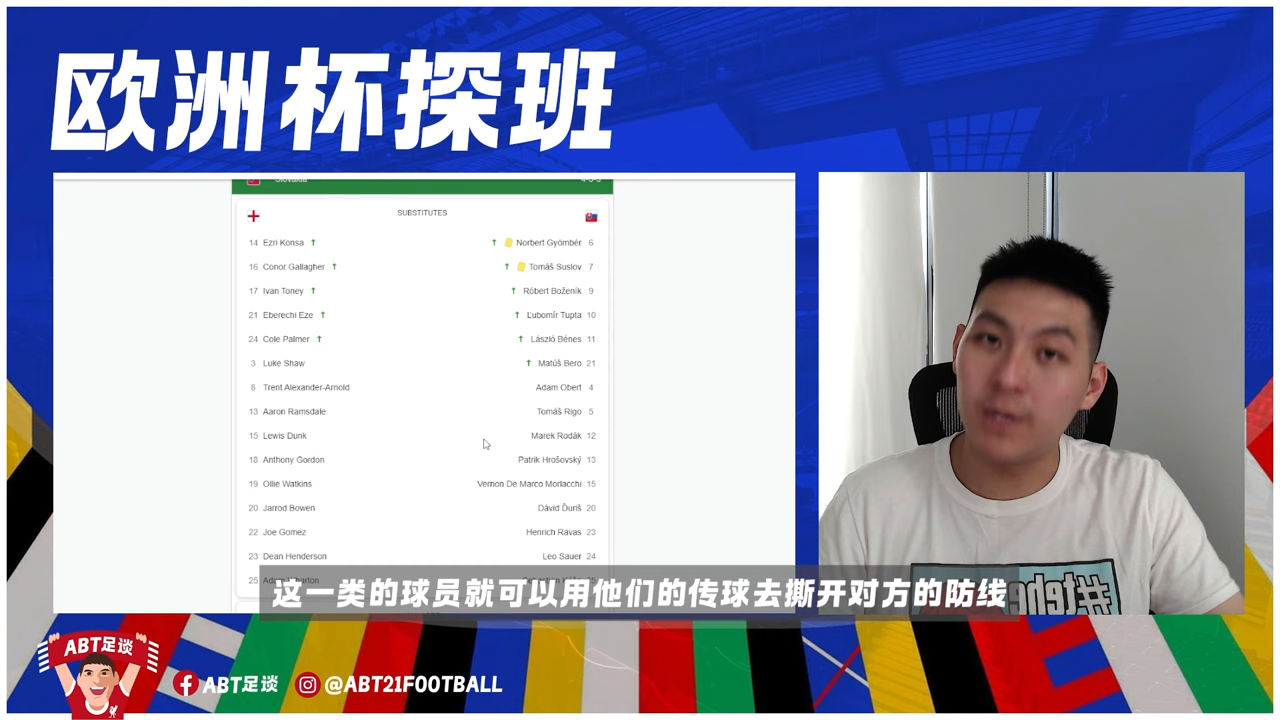 欧洲杯探班
SUBSTITUTES
14 Ezri Konsa ↑ ↑ Norbert Gyömbér 6
16 Conor Gallagher ↑ ↑ Tomáš Suslov 7
17 Ivan Toney ↑ ↑ Róbert Boženík 9
21 Eberechi Eze ↑ ↑ Ľubomír Tupta 10
24 Cole Palmer ↑ ↑ László Bénes 11
3 Luke Shaw ↑ Matúš Bero 21
8 Trent Alexander-Arnold Adam Obert 4
13 Aaron Ramsdale Tomáš Rigo 5
15 Lewis Dunk Marek Rodák 12
18 Anthony Gordon Patrik Hrošovský 13
19 Ollie Watkins Vernon De Marco Morlacchi 15
20 Jarrod Bowen Dávid Ďuriš 20
22 Joe Gomez Henrich Ravas 23
23 Dean Henderson Leo Sauer 24
25 Adam Wharton
这一类的球员就可以用他们的传球去撕开对方的防线
ABT足谈
ABT足谈 @ABT21FOOTBALL